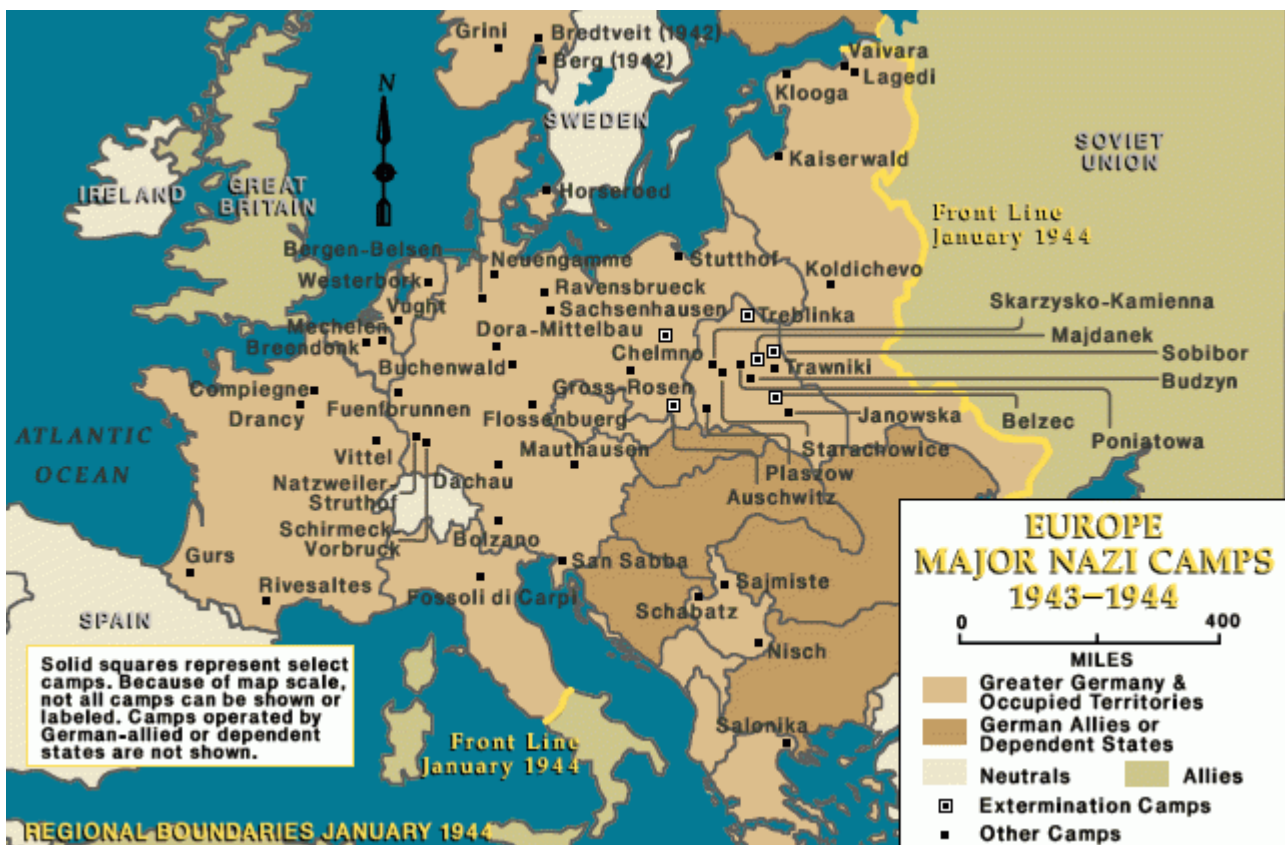 Grini
Bredtveit (1942)
Berg (1942)
Vaivara
Lagedi
Klooga
N
SWEDEN
SOVIET
UNION
Kaiserwald
IRELAND
GREAT
BRITAIN
Horseroed
Front Line
January 1944
Bergen-Belsen
Neuengamme
Stutthof
Koldichevo
Westerbork
Ravensbrueck
Vught
Sachsenhausen
Treblinka
Skarzysko-Kamienna
Mechelen
Dora-Mittelbau
Majdanek
Breendonk
Chelmno
Sobibor
Buchenwald
Trawniki
Budzyn
Compiegne
Gross-Rosen
Drancy
Fuenfbrunnen
Flossenbuerg
Janowska
Belzec
ATLANTIC
OCEAN
Poniatowa
Vittel
Mauthausen
Starachowice
Natzweiler-
Struthof
Dachau
Plaszow
Auschwitz
Schirmeck-
Vorbruck
Bolzano
Gurs
San Sabba
Rivesaltes
Fossoli di Carpi
Sajmiste
Schabatz
SPAIN
Nisch
Salonika
Front Line
January 1944
Solid squares represent select
camps. Because of map scale,
not all camps can be shown or
labeled. Camps operated by
German-allied or dependent
states are not shown.
REGIONAL BOUNDARIES JANUARY 1944
EUROPE
MAJOR NAZI CAMPS
1943–1944
0 400
MILES
Greater Germany &
Occupied Territories
German Allies or
Dependent States
Neutrals Allies
Extermination Camps
Other Camps